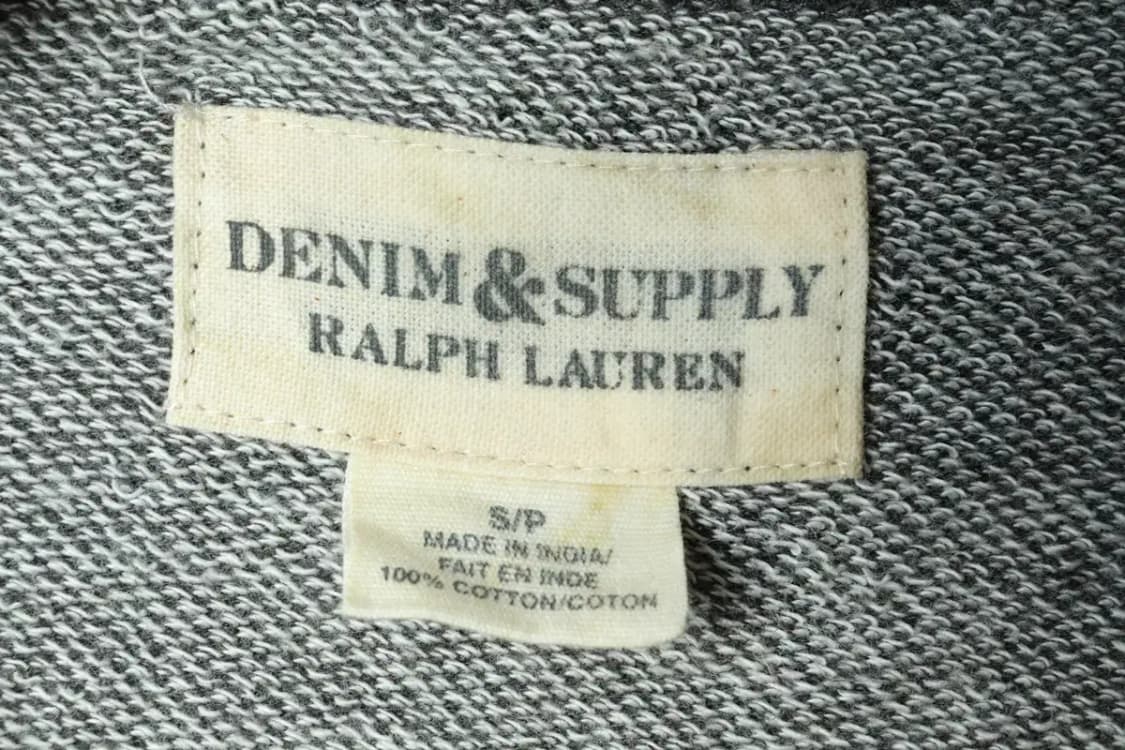 DENIM & SUPPLY
RALPH LAUREN
S/P
MADE IN INDIA/
FAIT EN INDE
100% COTTON/COTON